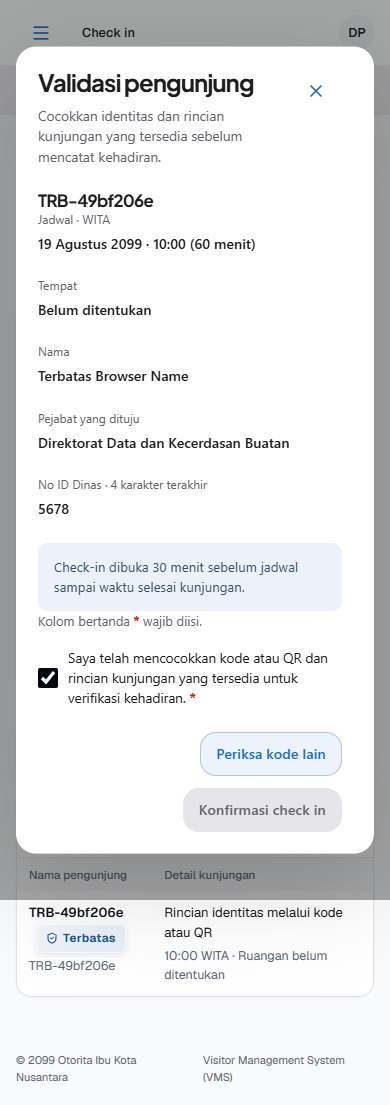 Check in
DP
Validasi pengunjung
Cocokkan identitas dan rincian
kunjungan yang tersedia sebelum
mencatat kehadiran.
TRB-49bf206e
Jadwal · WITA
19 Agustus 2099 · 10:00 (60 menit)
Tempat
Belum ditentukan
Nama
Terbatas Browser Name
Pejabat yang dituju
Direktorat Data dan Kecerdasan Buatan
No ID Dinas · 4 karakter terakhir
5678
Check-in dibuka 30 menit sebelum jadwal
sampai waktu selesai kunjungan.
Kolom bertanda * wajib diisi.
Saya telah mencocokkan kode atau QR dan
rincian kunjungan yang tersedia untuk
verifikasi kehadiran. *
Periksa kode lain
Konfirmasi check in
Nama pengunjung
Detail kunjungan
TRB-49bf206e
Terbatas
TRB-49bf206e
Rincian identitas melalui kode
atau QR
10:00 WITA · Ruangan belum
ditentukan
© 2099 Otorita Ibu Kota
Nusantara
Visitor Management System
(VMS)